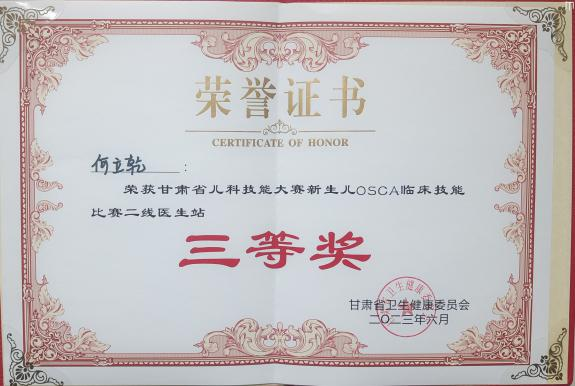 荣誉证书
CERTIFICATE OF HONOR
何立乾：
荣获甘肃省儿科技能大赛新生儿OSCA临床技能
比赛二线医生站
三等奖
甘肃省卫生健康委员会
二〇二三年六月